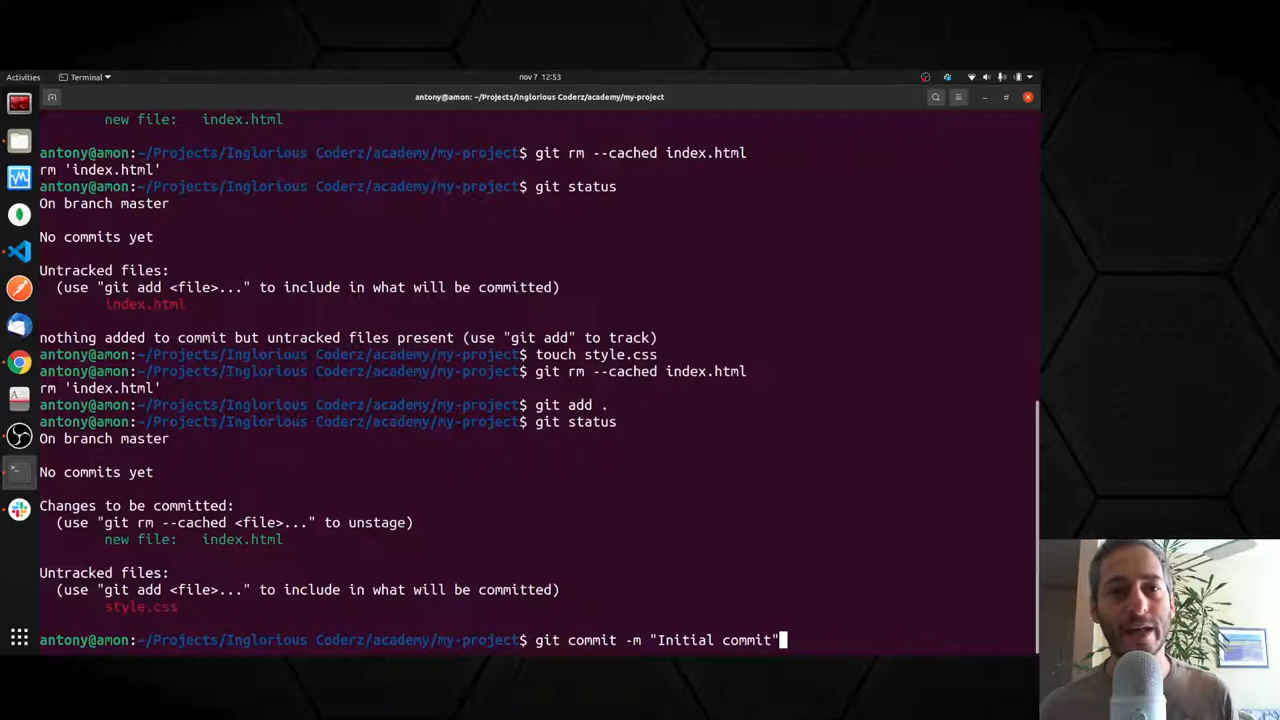 Activities
Terminal
nov 7 12:53
antony@amon: ~/Projects/Inglorious Coderz/academy/my-project
new file:   index.html
antony@amon:~/Projects/Inglorious Coderz/academy/my-project$ git rm --cached index.html
rm 'index.html'
antony@amon:~/Projects/Inglorious Coderz/academy/my-project$ git status
On branch master
No commits yet
Untracked files:
(use "git add <file>..." to include in what will be committed)
index.html
nothing added to commit but untracked files present (use "git add" to track)
antony@amon:~/Projects/Inglorious Coderz/academy/my-project$ touch style.css
antony@amon:~/Projects/Inglorious Coderz/academy/my-project$ git rm --cached index.html
rm 'index.html'
antony@amon:~/Projects/Inglorious Coderz/academy/my-project$ git add .
antony@amon:~/Projects/Inglorious Coderz/academy/my-project$ git status
On branch master
No commits yet
Changes to be committed:
(use "git rm --cached <file>..." to unstage)
new file:   index.html
Untracked files:
(use "git add <file>..." to include in what will be committed)
style.css
antony@amon:~/Projects/Inglorious Coderz/academy/my-project$ git commit -m "Initial commit"